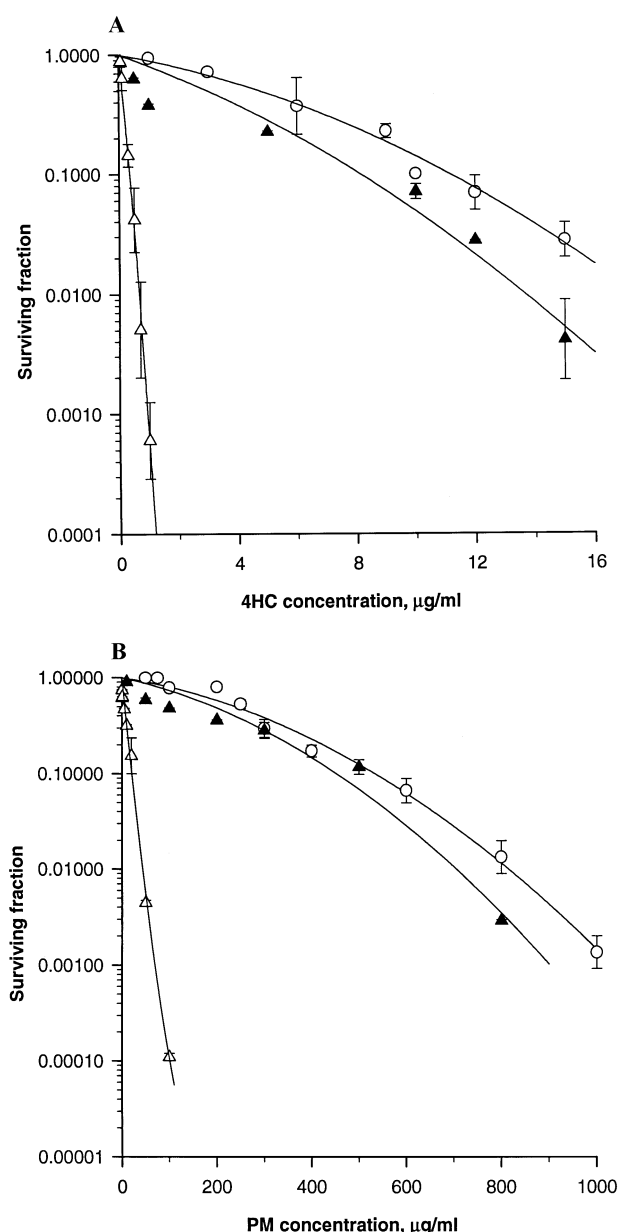 A
1.0000
0.1000
0.0100
0.0010
0.0001
Surviving fraction
0 4 8 12 16
4HC concentration, μg/ml
B
1.00000
0.10000
0.01000
0.00100
0.00010
0.00001
Surviving fraction
0 200 400 600 800 1000
PM concentration, μg/ml